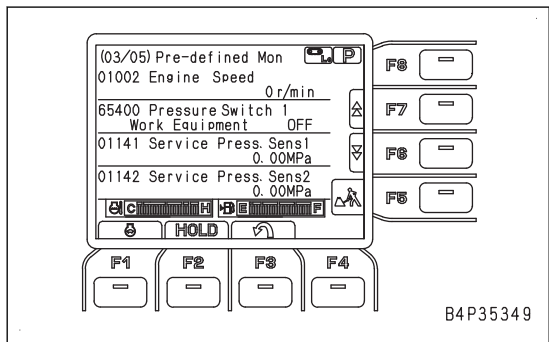 (03/05) Pre-defined Mon P
01002 Engine Speed
0 r/min
65400 Pressure Switch 1
Work Equipment OFF
01141 Service Press. Sens1
0. 00MPa
01142 Service Press. Sens2
0. 00MPa
C H E F
HOLD
F8
F7
F6
F5
F1 F2 F3 F4
B4P35349